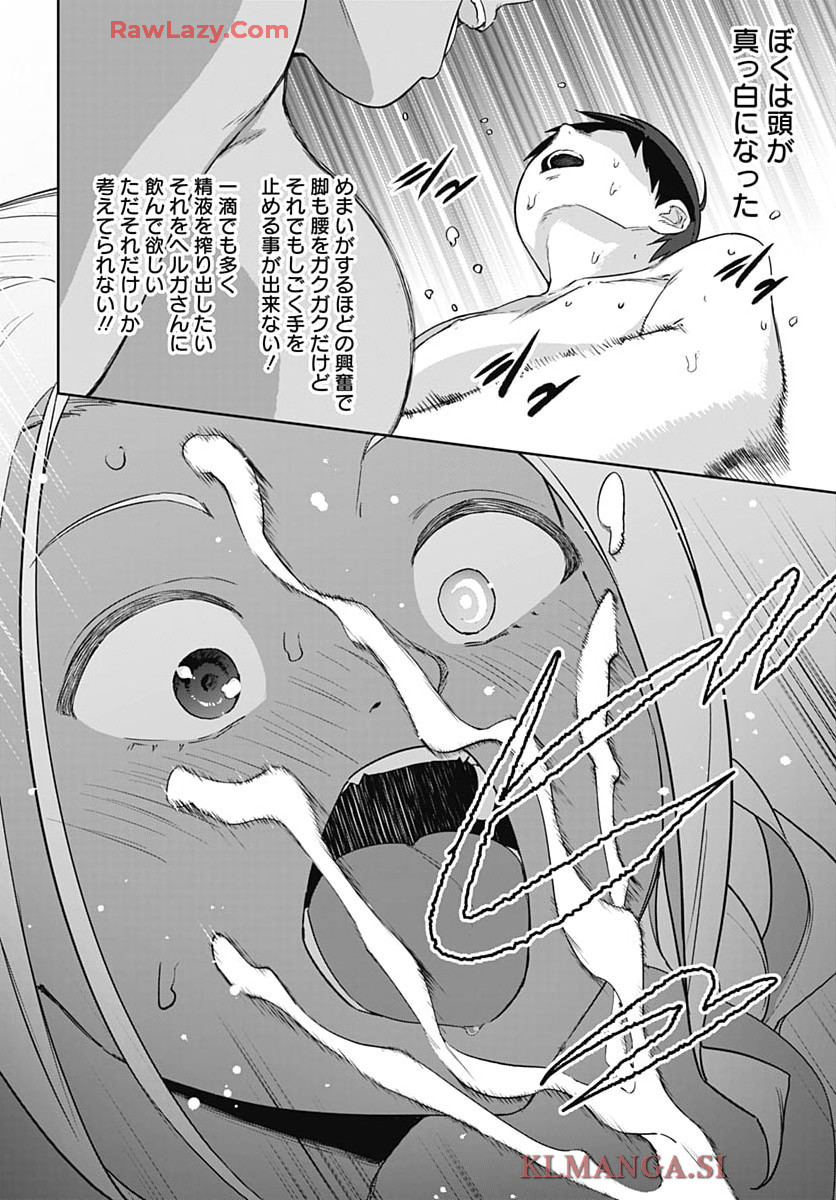 RawLazy.com
ぼくは頭が
真っ白になった
めまいがするほどの興奮で
脚も腰をガクガクだけど
それでもしごく手を
止める事が出来ない!
一滴でも多く
精液を搾り出したい
それをヘルガさんに
飲んで欲しい
ただそれだけしか
考えてられない!!
KLMANGA.SI